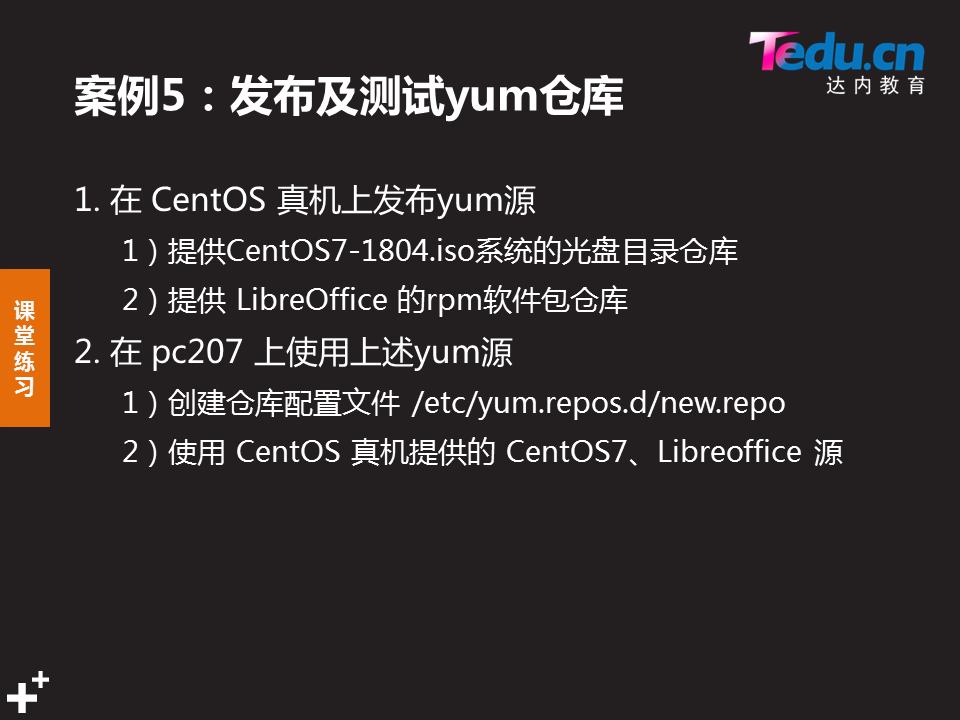 Tedu.cn
达内教育
案例5：发布及测试yum仓库
1. 在 CentOS 真机上发布yum源
1）提供CentOS7-1804.iso系统的光盘目录仓库
2）提供 LibreOffice 的rpm软件包仓库
2. 在 pc207 上使用上述yum源
1）创建仓库配置文件 /etc/yum.repos.d/new.repo
2）使用 CentOS 真机提供的 CentOS7、Libreoffice 源
课堂练习